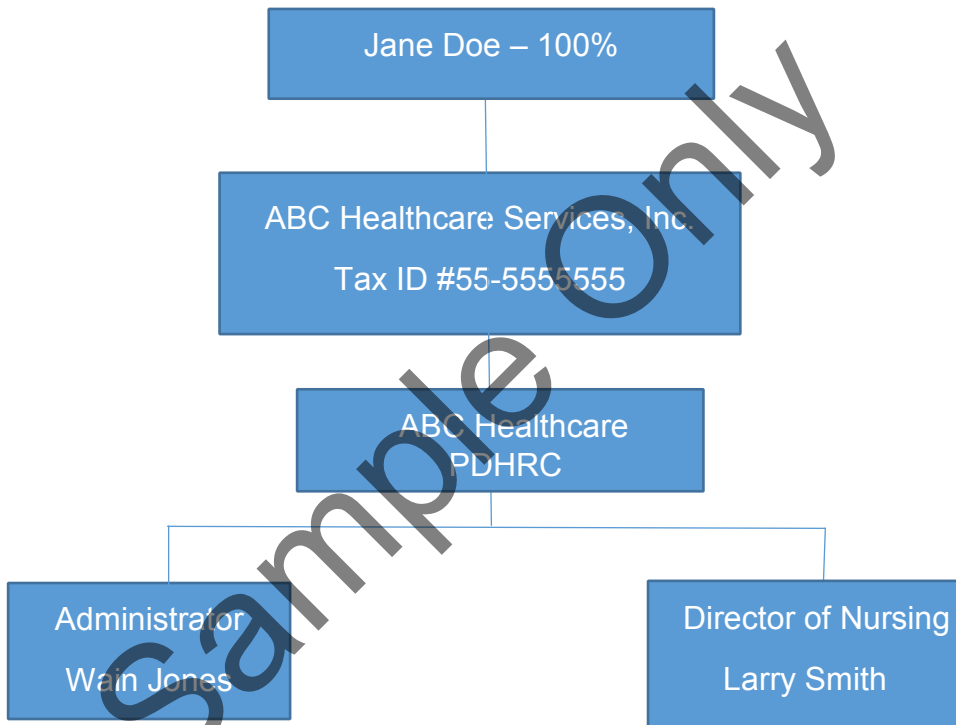 Jane Doe – 100%
ABC Healthcare Services, Inc.
Tax ID #55-5555555
ABC Healthcare
PDHRC
Administrator
Wain Jones
Director of Nursing
Larry Smith
Sample Only